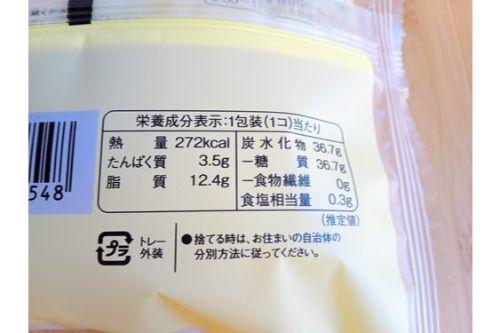 栄養成分表示:1包装(1コ)当たり
熱量 272kcal
たんぱく質 3.5g
脂質 12.4g
炭水化物 36.7g
ー糖質 36.7g
ー食物繊維 0g
食塩相当量 0.3g
(推定値)
548
プラ
トレー
外装
●捨てる時は、お住まいの自治体の
分別方法に従ってください。